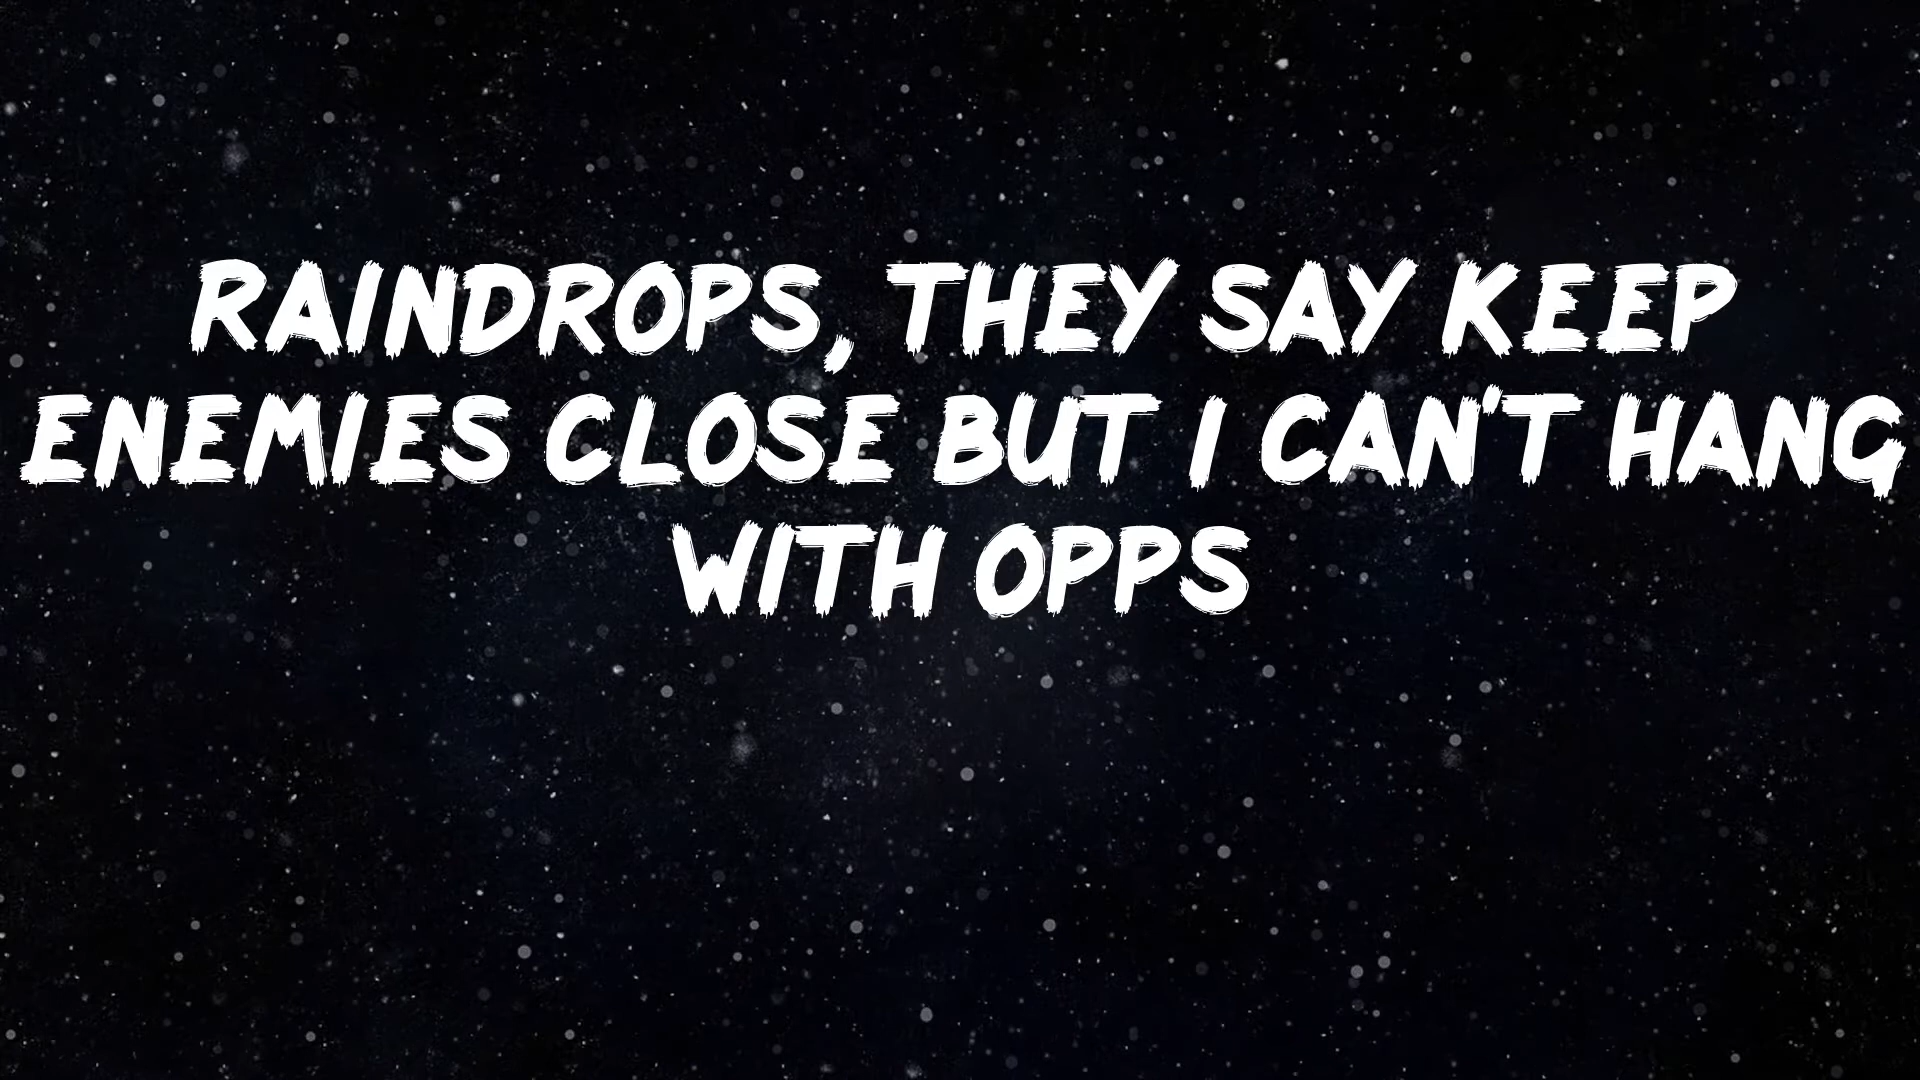 RAINDROPS, THEY SAY KEEP
ENEMIES CLOSE BUT I CAN'T HANG
WITH OPPS